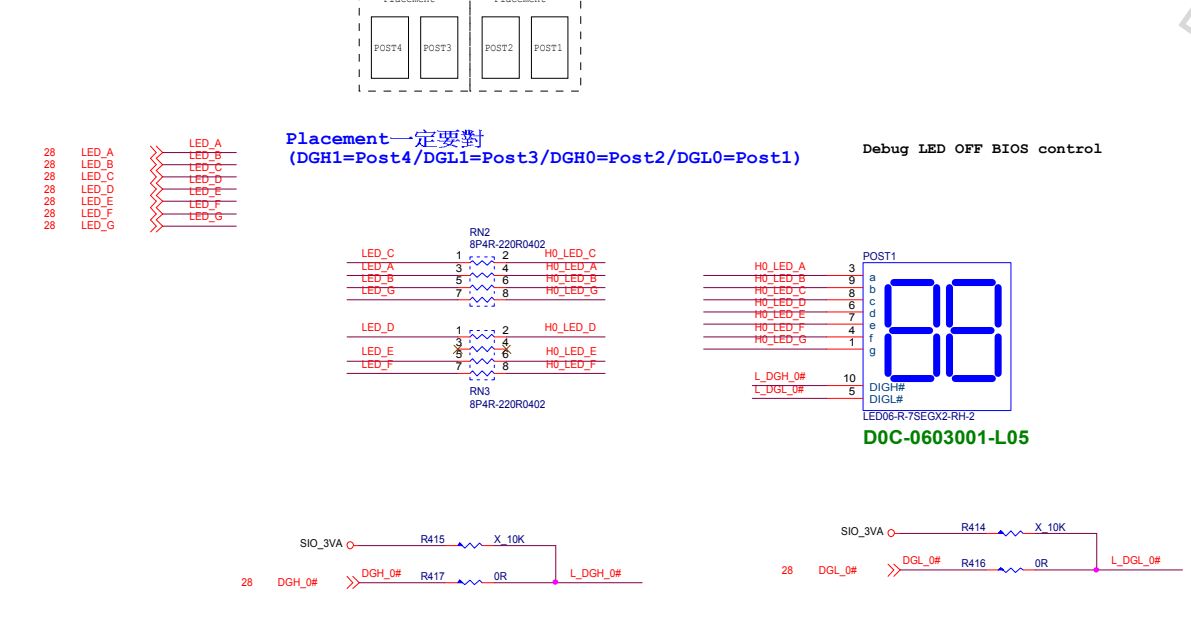 Placement Placement
POST4 POST3 POST2 POST1
Placement一定要對
(DGH1=Post4/DGL1=Post3/DGH0=Post2/DGL0=Post1)
Debug LED OFF BIOS control
28 LED_A LED_A
28 LED_B LED_B
28 LED_C LED_C
28 LED_D LED_D
28 LED_E LED_E
28 LED_F LED_F
28 LED_G LED_G
RN2
8P4R-220R0402
LED_C 1 2 H0_LED_C
LED_A 3 4 H0_LED_A
LED_B 5 6 H0_LED_B
LED_G 7 8 H0_LED_G
LED_D 1 2 H0_LED_D
3 4
LED_E 5 6 H0_LED_E
LED_F 7 8 H0_LED_F
RN3
8P4R-220R0402
POST1
H0_LED_A 3 a
H0_LED_B 9 b
H0_LED_C 8 c
H0_LED_D 6 d
H0_LED_E 7 e
H0_LED_F 4 f
H0_LED_G 1 g
L_DGH_0# 10 DIGH#
L_DGL_0# 5 DIGL#
LED06-R-7SEGX2-RH-2
D0C-0603001-L05
SIO_3VA R415 X_10K
28 DGH_0# DGH_0# R417 0R L_DGH_0#
SIO_3VA R414 X_10K
28 DGL_0# DGL_0# R416 0R L_DGL_0#